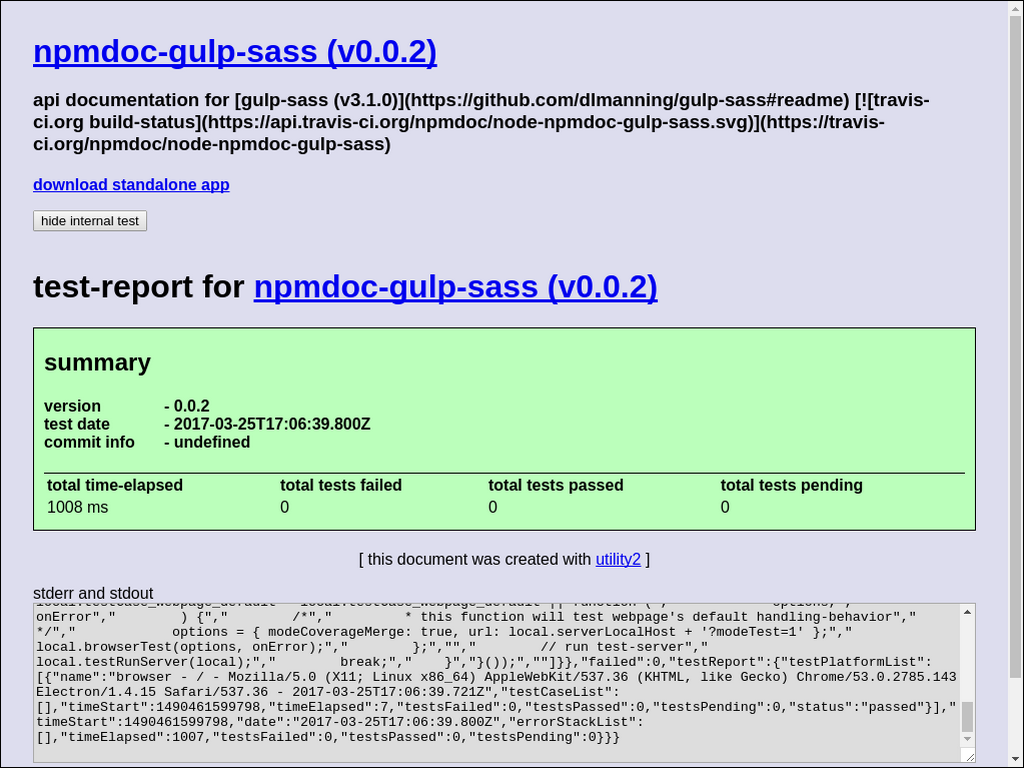 npmdoc-gulp-sass (v0.0.2)
api documentation for [gulp-sass (v3.1.0)](https://github.com/dlmanning/gulp-sass#readme) [![travis-
ci.org build-status](https://api.travis-ci.org/npmdoc/node-npmdoc-gulp-sass.svg)](https://travis-
ci.org/npmdoc/node-npmdoc-gulp-sass)
download standalone app
hide internal test
test-report for npmdoc-gulp-sass (v0.0.2)
summary
version - 0.0.2
test date - 2017-03-25T17:06:39.800Z
commit info - undefined
total time-elapsed total tests failed total tests passed total tests pending
1008 ms 0 0 0
[ this document was created with utility2 ]
stderr and stdout
onError","        ) {","        /*","         * this function will test webpage's default handling-behavior","
*/","            options = { modeCoverageMerge: true, url: local.serverLocalHost + '?modeTest=1' };","
local.browserTest(options, onError);","        };","","        // run test-server","
local.testRunServer(local);","        break;","    }","}());",""]}},"failed":0,"testReport":{"testPlatformList":
[{"name":"browser - / - Mozilla/5.0 (X11; Linux x86_64) AppleWebKit/537.36 (KHTML, like Gecko) Chrome/53.0.2785.143
Electron/1.4.15 Safari/537.36 - 2017-03-25T17:06:39.721Z","testCaseList":
[],"timeStart":1490461599798,"timeElapsed":7,"testsFailed":0,"testsPassed":0,"testsPending":0,"status":"passed"}],"
timeStart":1490461599798,"date":"2017-03-25T17:06:39.800Z","errorStackList":
[],"timeElapsed":1007,"testsFailed":0,"testsPassed":0,"testsPending":0}}}